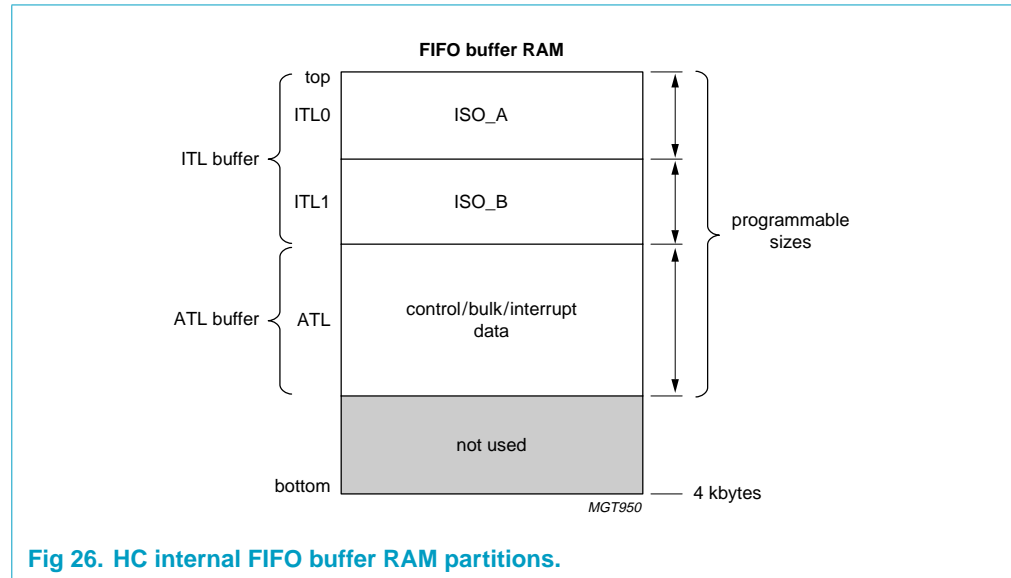 FIFO buffer RAM
top
ITL0
ISO_A
ITL buffer
ITL1
ISO_B
programmable
sizes
ATL buffer
ATL
control/bulk/interrupt
data
not used
bottom
4 kbytes
MGT950
Fig 26. HC internal FIFO buffer RAM partitions.